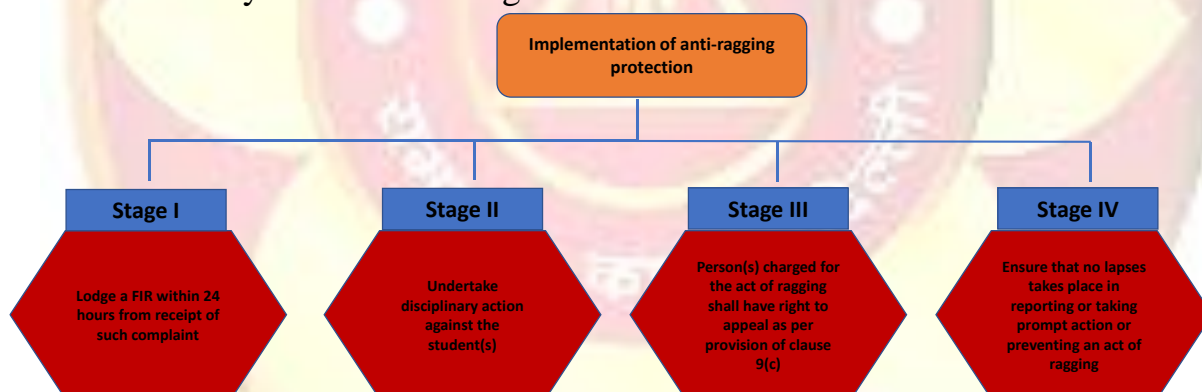 Implementation of anti-ragging
protection
Stage I
Stage II
Stage III
Stage IV
Lodge a FIR within 24
hours from receipt of
such complaint
Undertake
disciplinary action
against the
student(s)
Person(s) charged for
the act of ragging
shall have right to
appeal as per
provision of clause
9(c)
Ensure that no lapses
takes place in
reporting or taking
prompt action or
preventing an act of
ragging